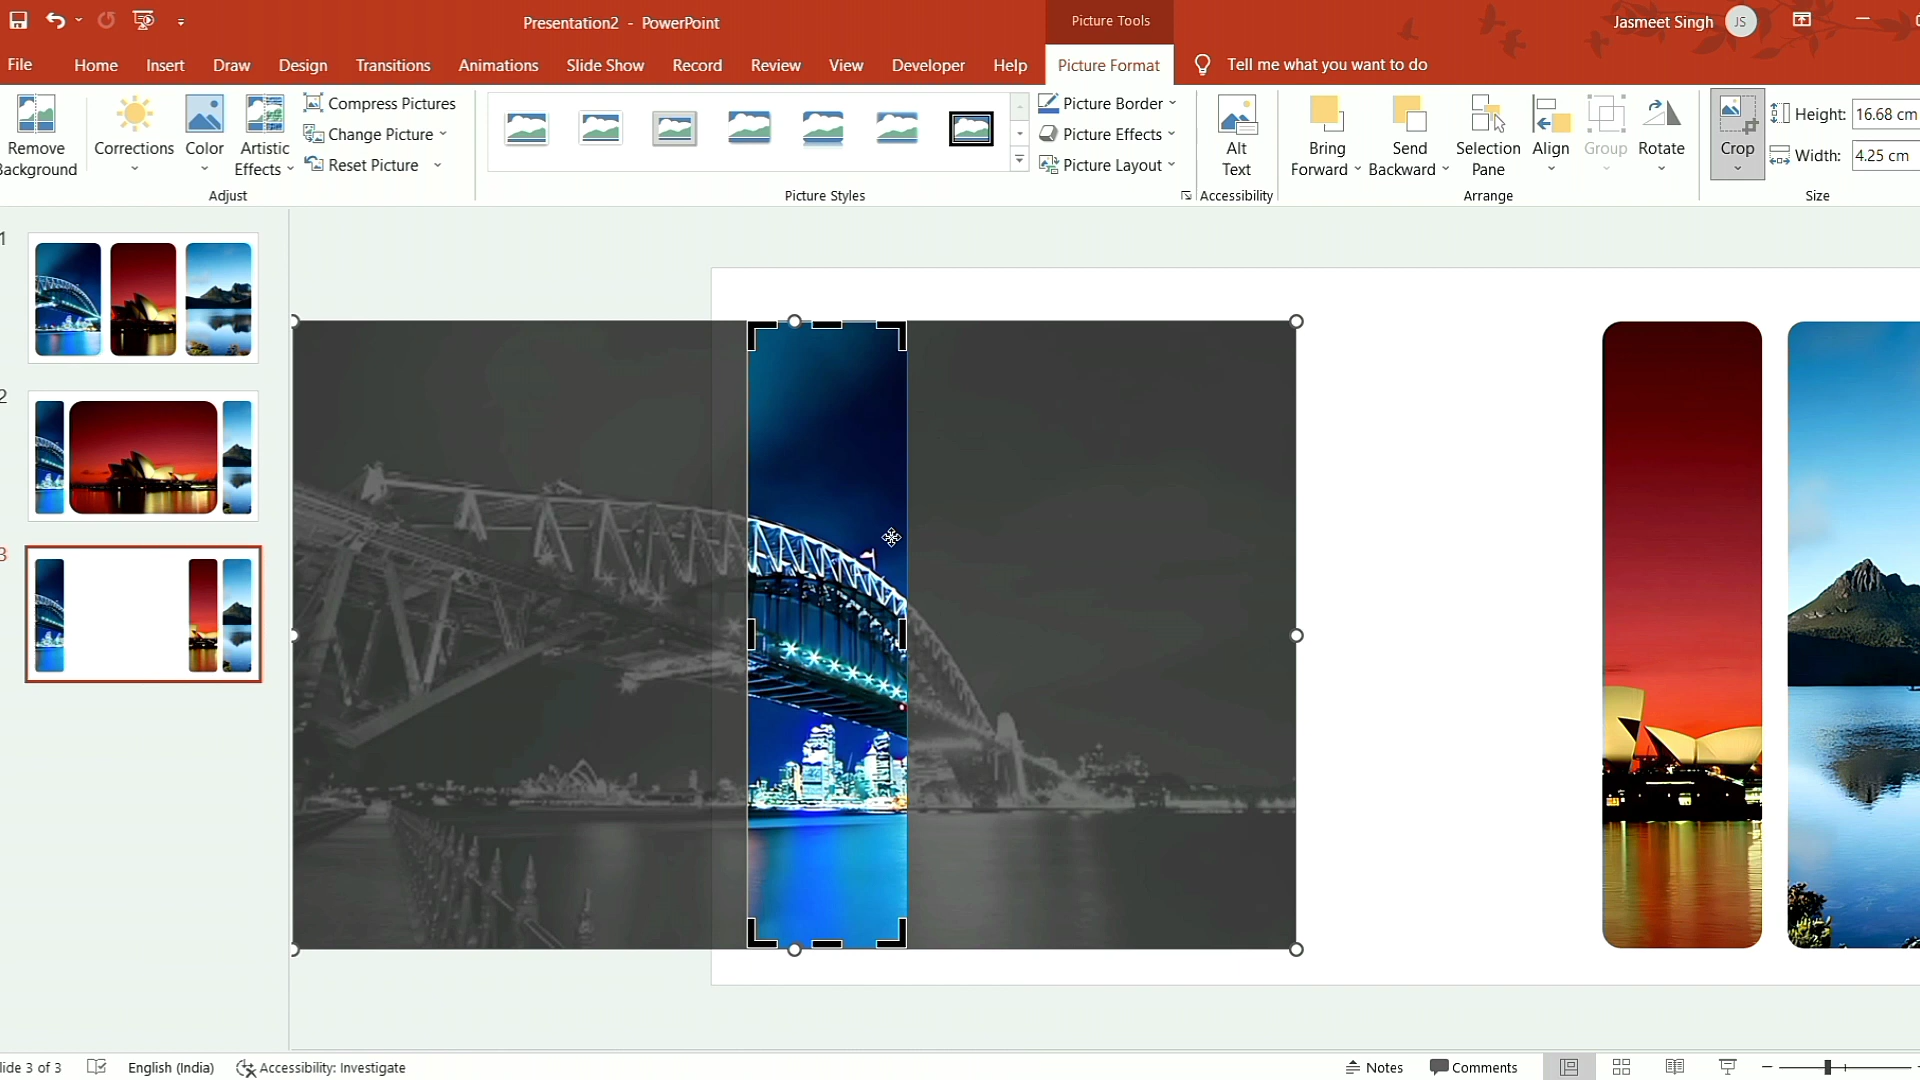 Presentation2 - PowerPoint
Picture Tools
Jasmeet Singh
JS
File Home Insert Draw Design Transitions Animations Slide Show Record Review View Developer Help Picture Format Tell me what you want to do
Remove
Background
Corrections
Color
Artistic
Effects
Compress Pictures
Change Picture
Reset Picture
Adjust
Picture Styles
Picture Border
Picture Effects
Picture Layout
Alt
Text
Accessibility
Bring
Forward
Send
Backward
Selection
Pane
Align
Group
Rotate
Arrange
Crop
Height: 16.68 cm
Width: 4.25 cm
Size
1
2
3
lide 3 of 3
English (India)
Accessibility: Investigate
Notes
Comments